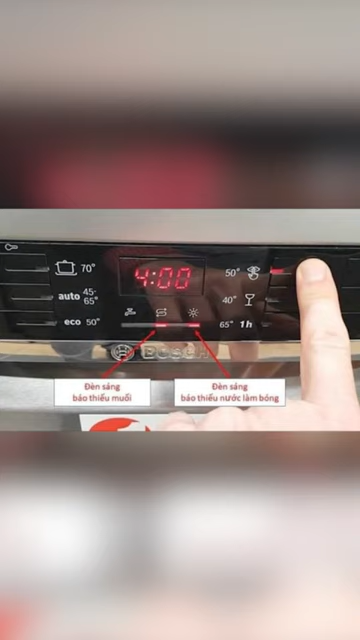 70°
4:00
50°
auto 45-65°
40°
eco 50°
65° 1h
BOSCH
Đèn sáng
báo thiếu muối
Đèn sáng
báo thiếu nước làm bóng